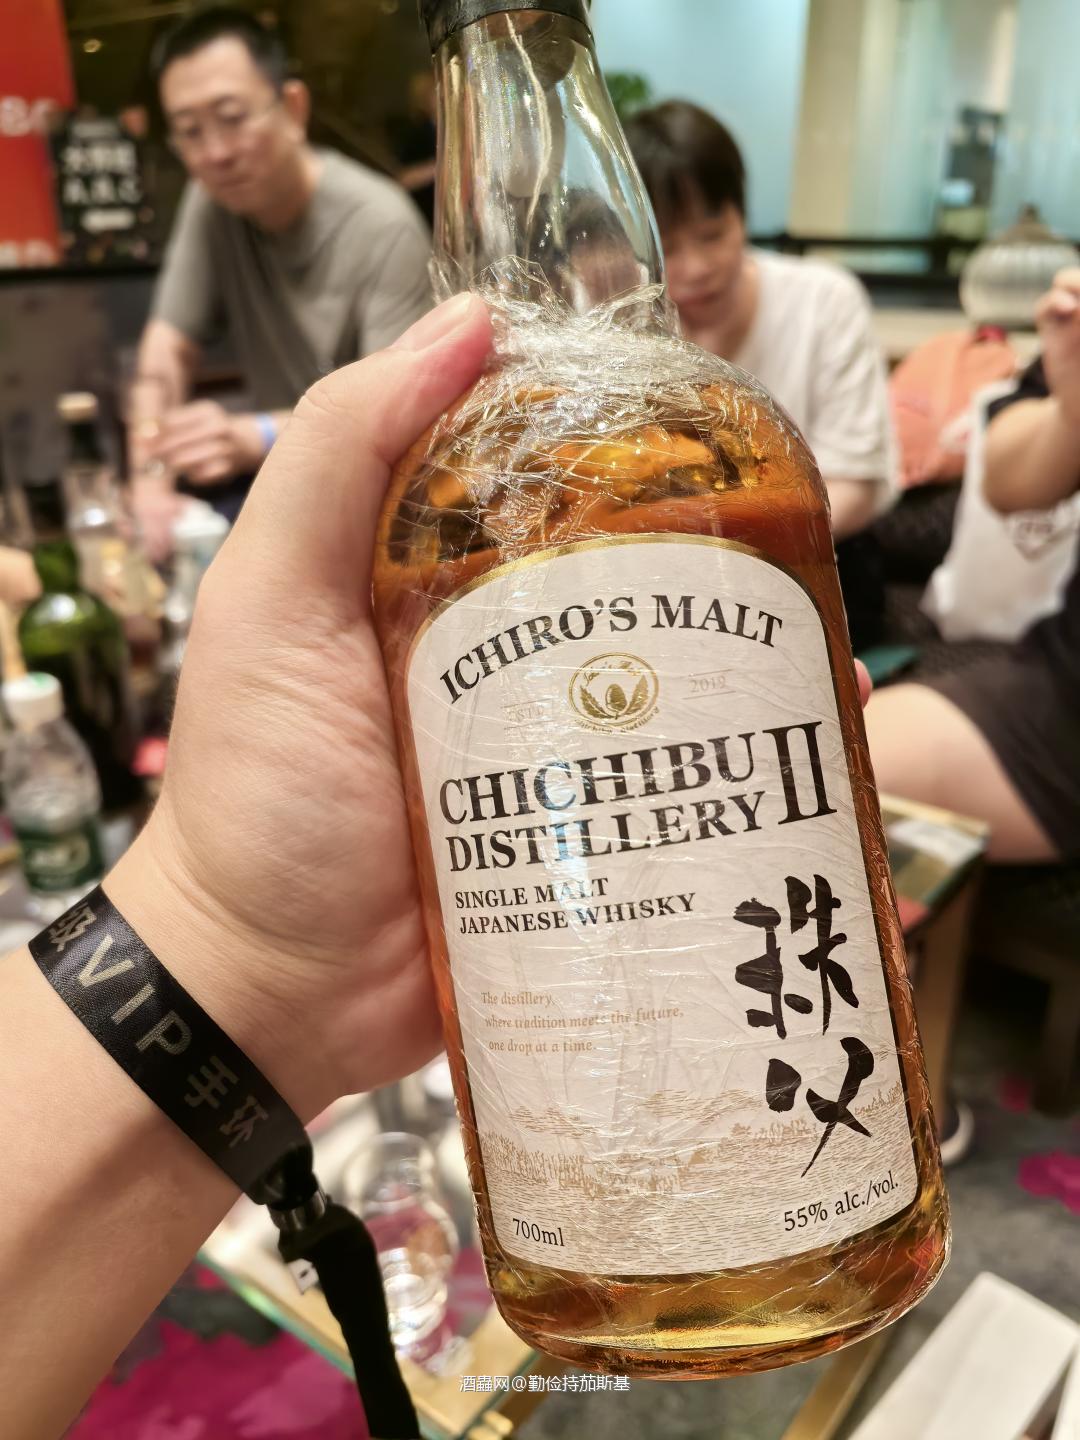 ICHIRO'S MALT
ESTD 2019
CHICHIBU
DISTILLERY II
SINGLE MALT
JAPANESE WHISKY
秩父
The distillery,
where tradition meets the future,
one drop at a time.
700ml
55% alc./vol.
级VIP手环
酒蟲网@勤俭持茄斯基